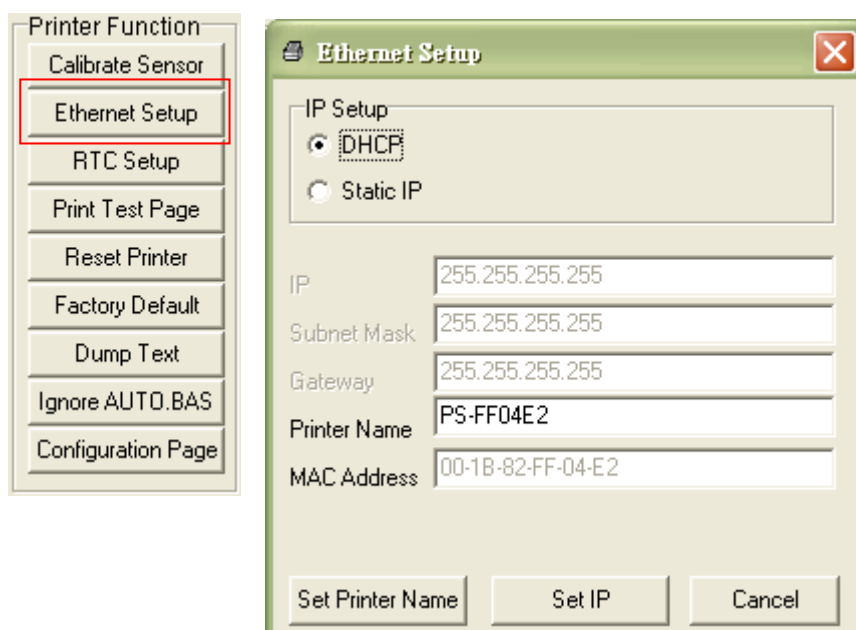 Printer Function
Calibrate Sensor
Ethernet Setup
RTC Setup
Print Test Page
Reset Printer
Factory Default
Dump Text
Ignore AUTO.BAS
Configuration Page
Ethernet Setup
IP Setup
DHCP
Static IP
IP 255.255.255.255
Subnet Mask 255.255.255.255
Gateway 255.255.255.255
Printer Name PS-FF04E2
MAC Address 00-1B-82-FF-04-E2
Set Printer Name Set IP Cancel